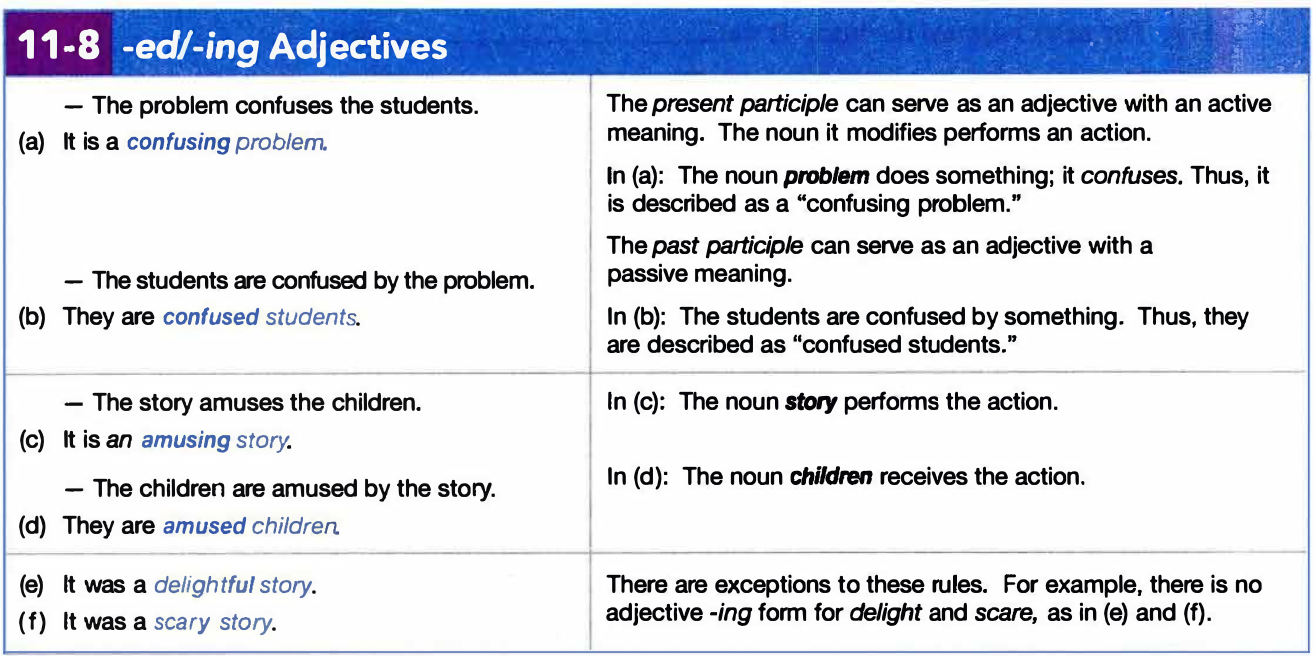 11-8 -ed/-ing Adjectives
— The problem confuses the students.
(a) It is a confusing problem.
— The students are confused by the problem.
(b) They are confused students.
The present participle can serve as an adjective with an active
meaning. The noun it modifies performs an action.
In (a): The noun problem does something; it confuses. Thus, it
is described as a “confusing problem.”
The past participle can serve as an adjective with a
passive meaning.
In (b): The students are confused by something. Thus, they
are described as “confused students.”
— The story amuses the children.
(c) It is an amusing story.
— The children are amused by the story.
(d) They are amused children.
In (c): The noun story performs the action.
In (d): The noun children receives the action.
(e) It was a delightful story.
(f) It was a scary story.
There are exceptions to these rules. For example, there is no
adjective -ing form for delight and scare, as in (e) and (f).